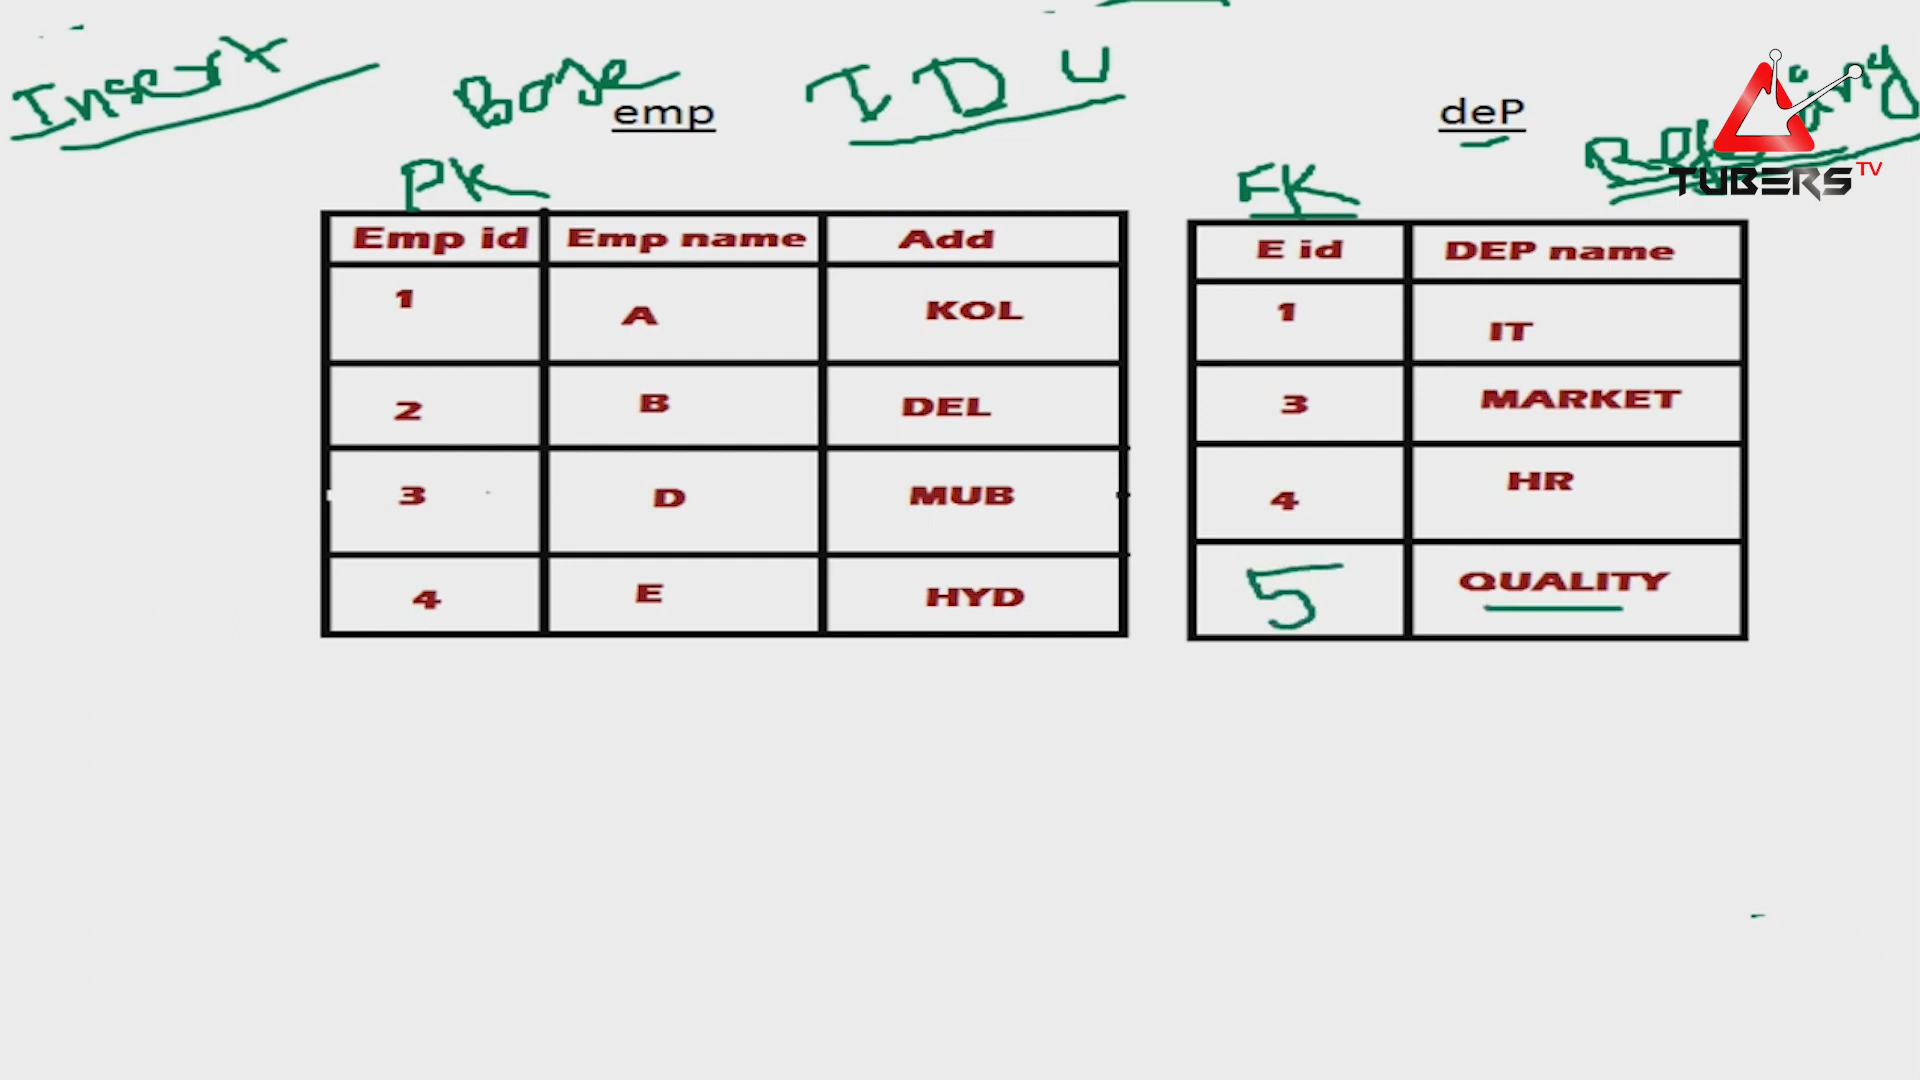 Insert
Base emp I D U
deP
PK
FK
TUBERS TV
Emp id Emp name Add
1 A KOL
2 B DEL
3 D MUB
4 E HYD
E id DEP name
1 IT
3 MARKET
4 HR
5 QUALITY